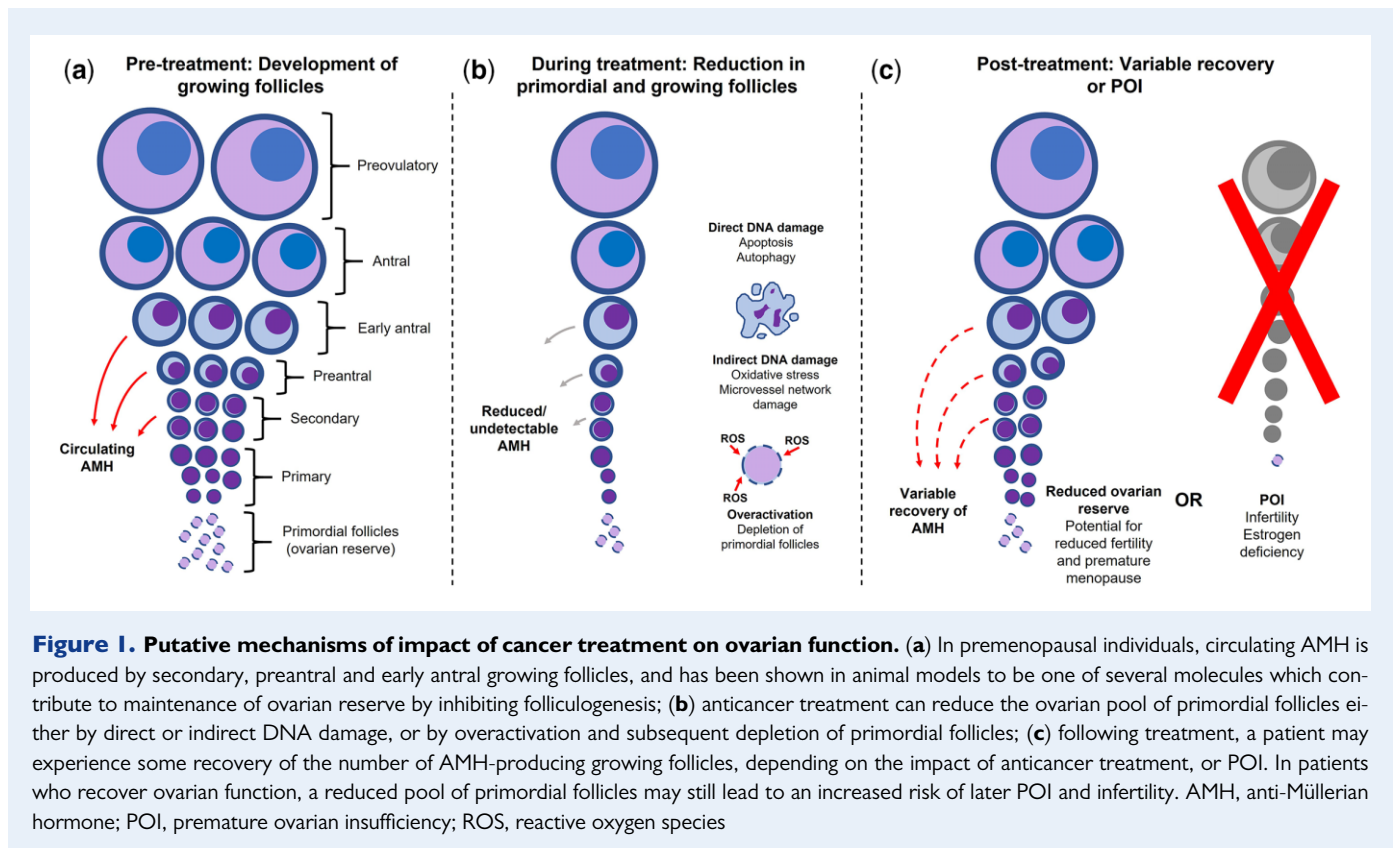 (a) Pre-treatment: Development of
growing follicles
Preovulatory
Antral
Early antral
Preantral
Secondary
Primary
Primordial follicles
(ovarian reserve)
Circulating
AMH
(b) During treatment: Reduction in
primordial and growing follicles
Reduced/
undetectable
AMH
Direct DNA damage
Apoptosis
Autophagy
Indirect DNA damage
Oxidative stress
Microvessel network
damage
ROS
ROS
ROS
Overactivation
Depletion of
primordial follicles
(c) Post-treatment: Variable recovery
or POI
Variable
recovery of
AMH
Reduced ovarian
reserve
Potential for
reduced fertility
and premature
menopause
OR
POI
Infertility
Estrogen
deficiency
Figure 1. Putative mechanisms of impact of cancer treatment on ovarian function. (a) In premenopausal individuals, circulating AMH is
produced by secondary, preantral and early antral growing follicles, and has been shown in animal models to be one of several molecules which con-
tribute to maintenance of ovarian reserve by inhibiting folliculogenesis; (b) anticancer treatment can reduce the ovarian pool of primordial follicles ei-
ther by direct or indirect DNA damage, or by overactivation and subsequent depletion of primordial follicles; (c) following treatment, a patient may
experience some recovery of the number of AMH-producing growing follicles, depending on the impact of anticancer treatment, or POI. In patients
who recover ovarian function, a reduced pool of primordial follicles may still lead to an increased risk of later POI and infertility. AMH, anti-Müllerian
hormone; POI, premature ovarian insufficiency; ROS, reactive oxygen species